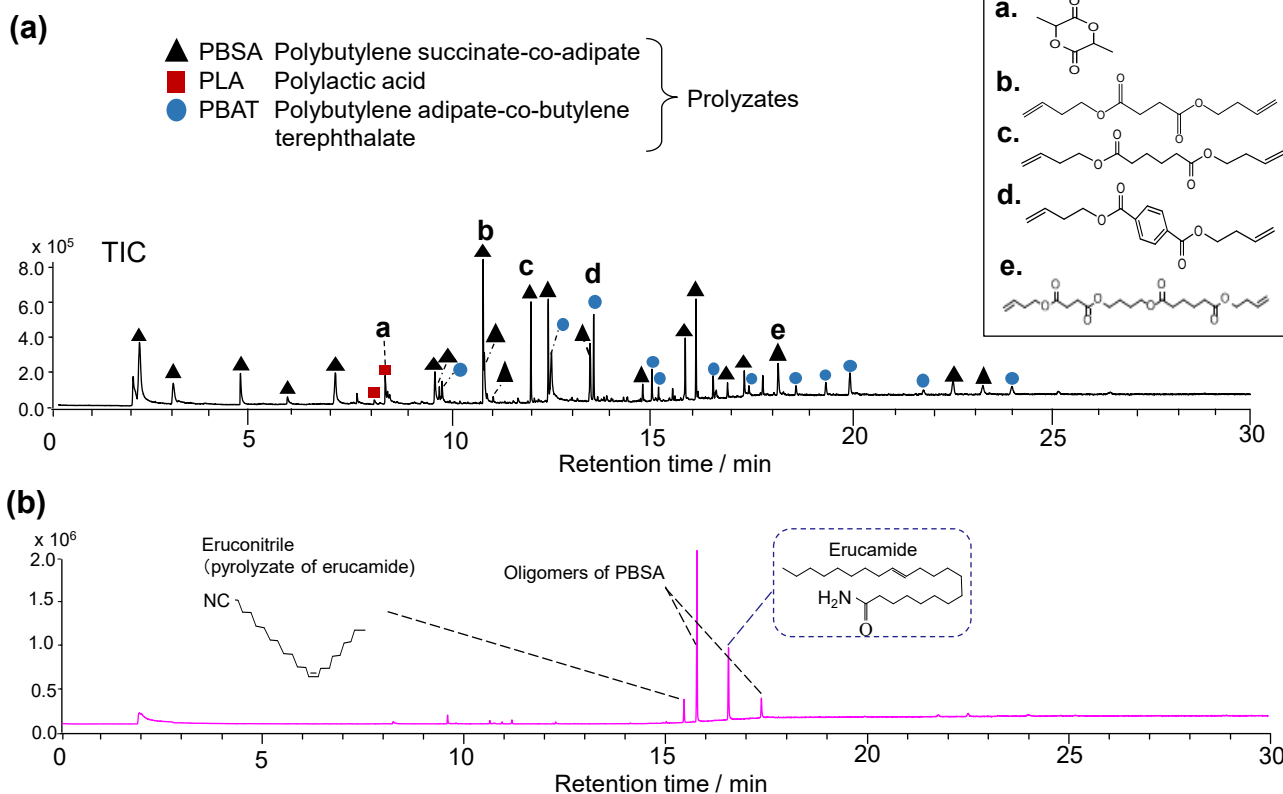 (a)
PBSA Polybutylene succinate-co-adipate
PLA Polylactic acid
PBAT Polybutylene adipate-co-butylene
terephthalate
Prolyzates
a.
O
O
O
O
b.
O
O
O
O
c.
O
O
O
O
d.
O
O
O
O
e.
O
O
O
O
O
O
O
O
x 10⁵
TIC
8.0
6.0
4.0
2.0
0.0
a
b
c
d
e
0 5 10 15 20 25 30
Retention time / min
(b)
x 10⁶
2.0
1.5
1.0
0.5
0.0
Eruconitrile
(pyrolyzate of erucamide)
NC
Oligomers of PBSA
Erucamide
H₂N
O
0 5 10 15 20 25 30
Retention time / min